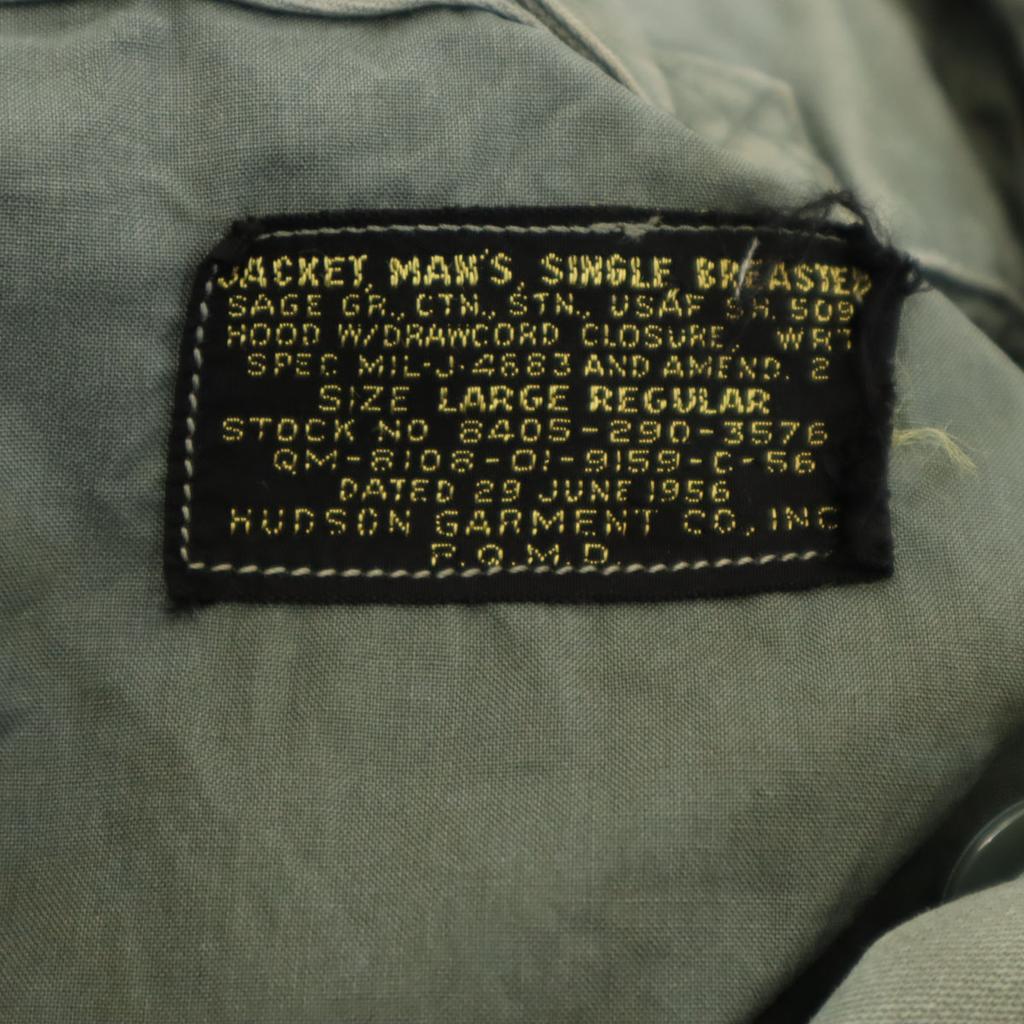 JACKET, MAN'S, SINGLE BREASTED
SAGE GR., CTN., STN., USAF SH. 509
HOOD W/DRAWCORD CLOSURE, WR1
SPEC MIL-J-4883 AND AMEND. 2
SIZE LARGE REGULAR
STOCK NO 8405-290-3576
QM-8108-01-9159-C-56
DATED 29 JUNE 1956
HUDSON GARMENT CO., INC
P.Q.M.D.